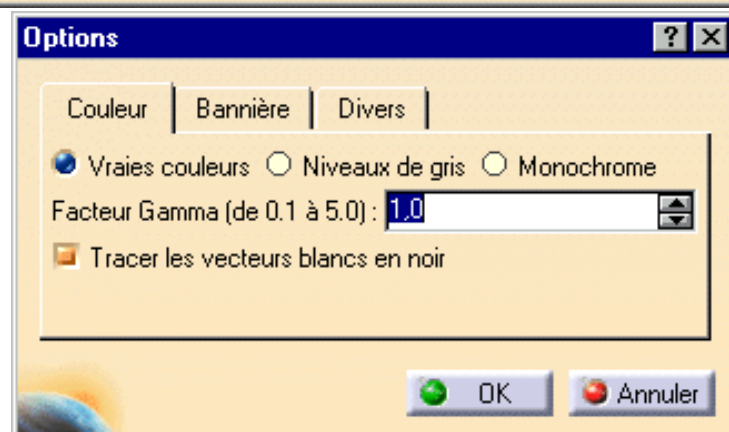 Options
Couleur Bannière Divers
Vraies couleurs Niveaux de gris Monochrome
Facteur Gamma (de 0.1 à 5.0) : 1,0
Tracer les vecteurs blancs en noir
OK Annuler